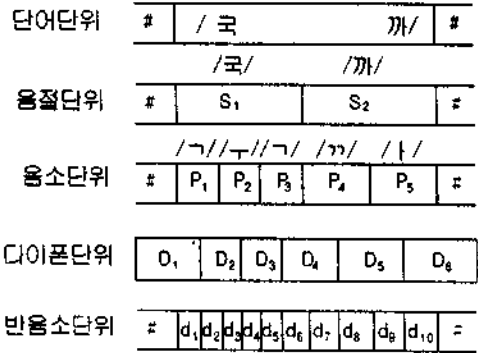 단어단위 # / 국 까/ #
/국/ /까/
음절단위 # S₁ S₂ #
/ㄱ//ㅜ//ㄱ/ /ㄲ/ /ㅏ/
음소단위 # P₁ P₂ P₃ P₄ P₅ #
다이폰단위 D₁ D₂ D₃ D₄ D₅ D₆
반음소단위 # d₁ d₂ d₃ d₄ d₅ d₆ d₇ d₈ d₉ d₁₀ #